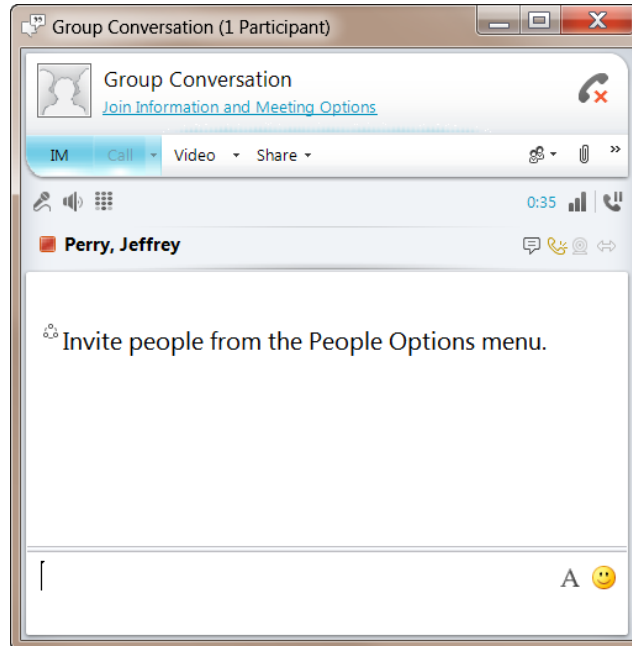 Group Conversation (1 Participant)
Group Conversation
Join Information and Meeting Options
IM Call Video Share »
0:35
Perry, Jeffrey
Invite people from the People Options menu.
A